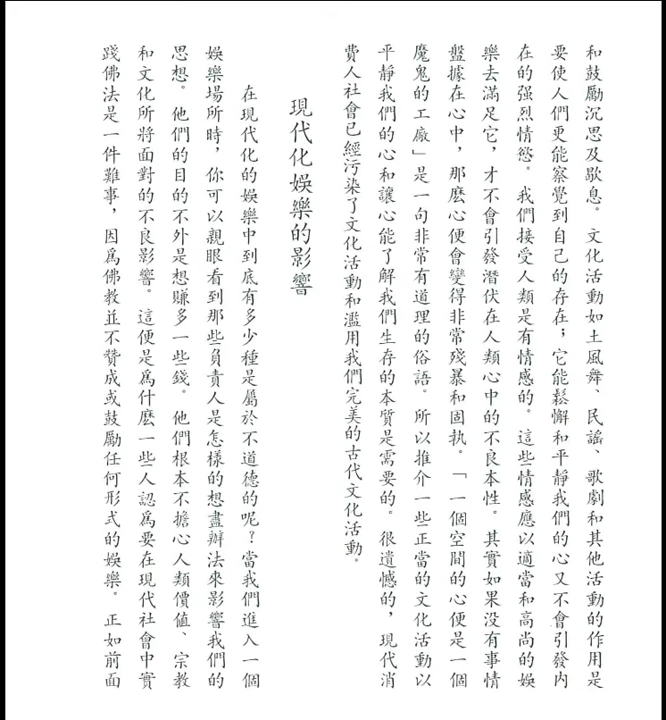 和鼓勵沉思及歇息。文化活動如土風舞、民謠、歌劇和其他活動的作用是
要使人們更能察覺到自己的存在；它能鬆懈和平靜我們的心又不會引發內
在的强烈情慾。我們接受人類是有情感的。這些情感應以適當和高尚的娛
樂去滿足它，才不會引發潛伏在人類心中的不良本性。其實如果沒有事情
盤據在心中，那麽心便會變得非常殘暴和固执。「一個空間的心便是一個
魔鬼的工廠」是一句非常有道理的俗語。所以推介一些正當的文化活動以
平靜我們的心和讓心能了解我們生存的本質是需要的。很遺憾的，現代消
費人社會已經污染了文化活動和濫用我們完美的古代文化活動。
現代化娛樂的影響
在現代化的娛樂中到底有多少種是屬於不道德的呢？當我們進入一個
娛樂場所時，你可以親眼看到那些負責人是怎樣的想盡辦法來影響我們的
思想。他們的目的不外是想賺多一些錢。他們根本不擔心人類價值、宗教
和文化所將面對的不良影響。這便是爲什麽一些人認爲要在現代社會中實
踐佛法是一件難事，因爲佛教並不贊成或鼓勵任何形式的娛樂。正如前面